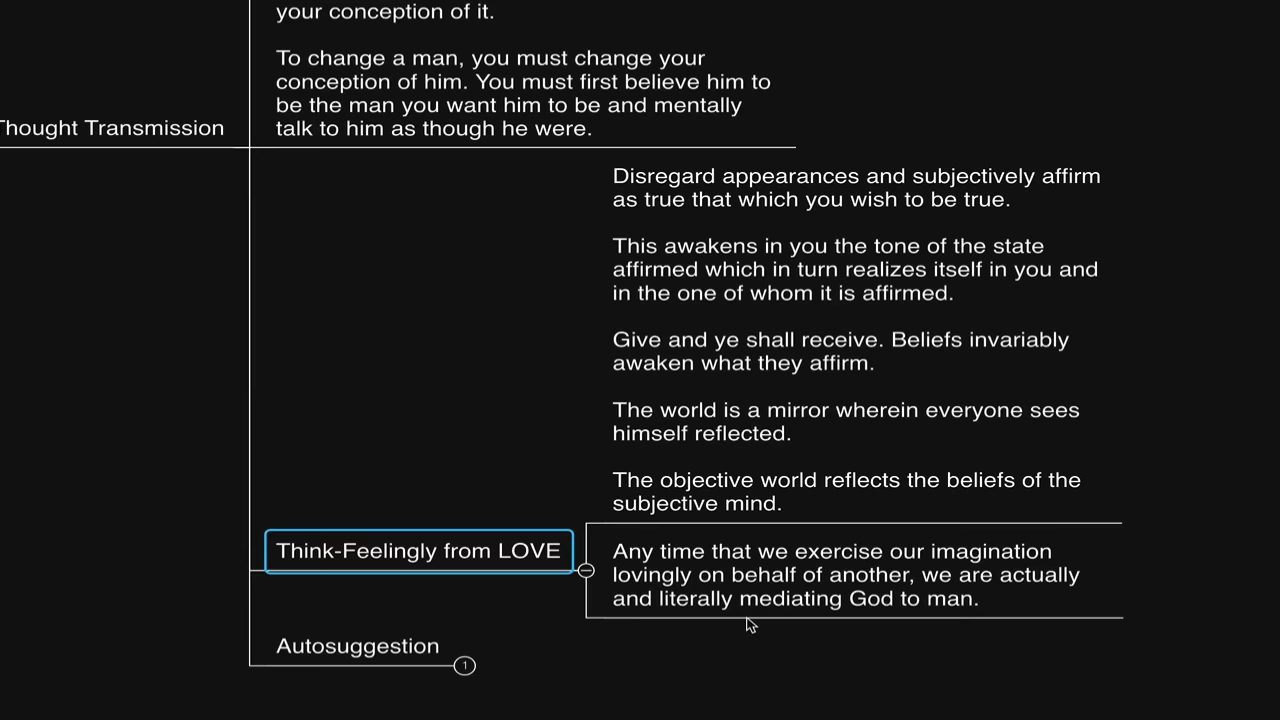 your conception of it.
To change a man, you must change your
conception of him. You must first believe him to
be the man you want him to be and mentally
talk to him as though he were.
Thought Transmission
Disregard appearances and subjectively affirm
as true that which you wish to be true.
This awakens in you the tone of the state
affirmed which in turn realizes itself in you and
in the one of whom it is affirmed.
Give and ye shall receive. Beliefs invariably
awaken what they affirm.
The world is a mirror wherein everyone sees
himself reflected.
The objective world reflects the beliefs of the
subjective mind.
Think-Feelingly from LOVE
Any time that we exercise our imagination
lovingly on behalf of another, we are actually
and literally mediating God to man.
Autosuggestion
1